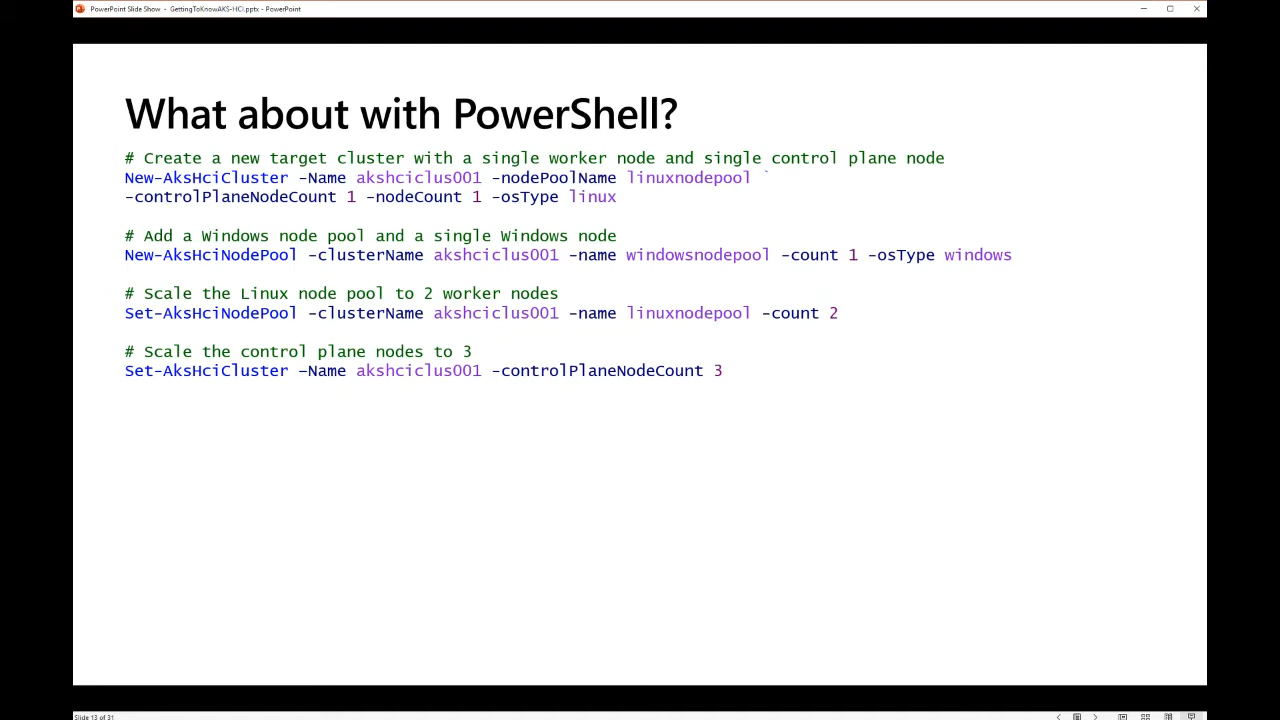 PowerPoint Slide Show - GettingToKnowAKS-HCI.pptx - PowerPoint
What about with PowerShell?
# Create a new target cluster with a single worker node and single control plane node
New-AksHciCluster -Name akshciclus001 -nodePoolName linuxnodepool `
-controlPlaneNodeCount 1 -nodeCount 1 -osType linux
# Add a Windows node pool and a single Windows node
New-AksHciNodePool -clusterName akshciclus001 -name windowsnodepool -count 1 -osType windows
# Scale the Linux node pool to 2 worker nodes
Set-AksHciNodePool -clusterName akshciclus001 -name linuxnodepool -count 2
# Scale the control plane nodes to 3
Set-AksHciCluster –Name akshciclus001 -controlPlaneNodeCount 3
Slide 13 of 31